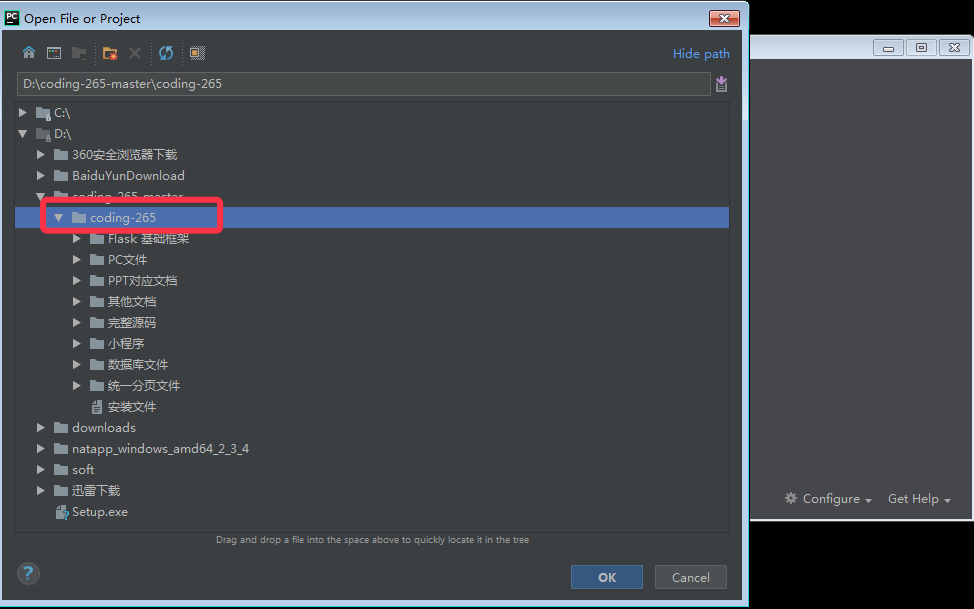 PC Open File or Project
Hide path
D:\coding-265-master\coding-265
C:\
D:\
360安全浏览器下载
BaiduYunDownload
coding-265-master
coding-265
Flask 基础框架
PC文件
PPT对应文档
其他文档
完整源码
小程序
数据库文件
统一分页文件
安装文件
downloads
natapp_windows_amd64_2_3_4
soft
迅雷下载
Setup.exe
Drag and drop a file into the space above to quickly locate it in the tree
?
OK
Cancel
Configure
Get Help